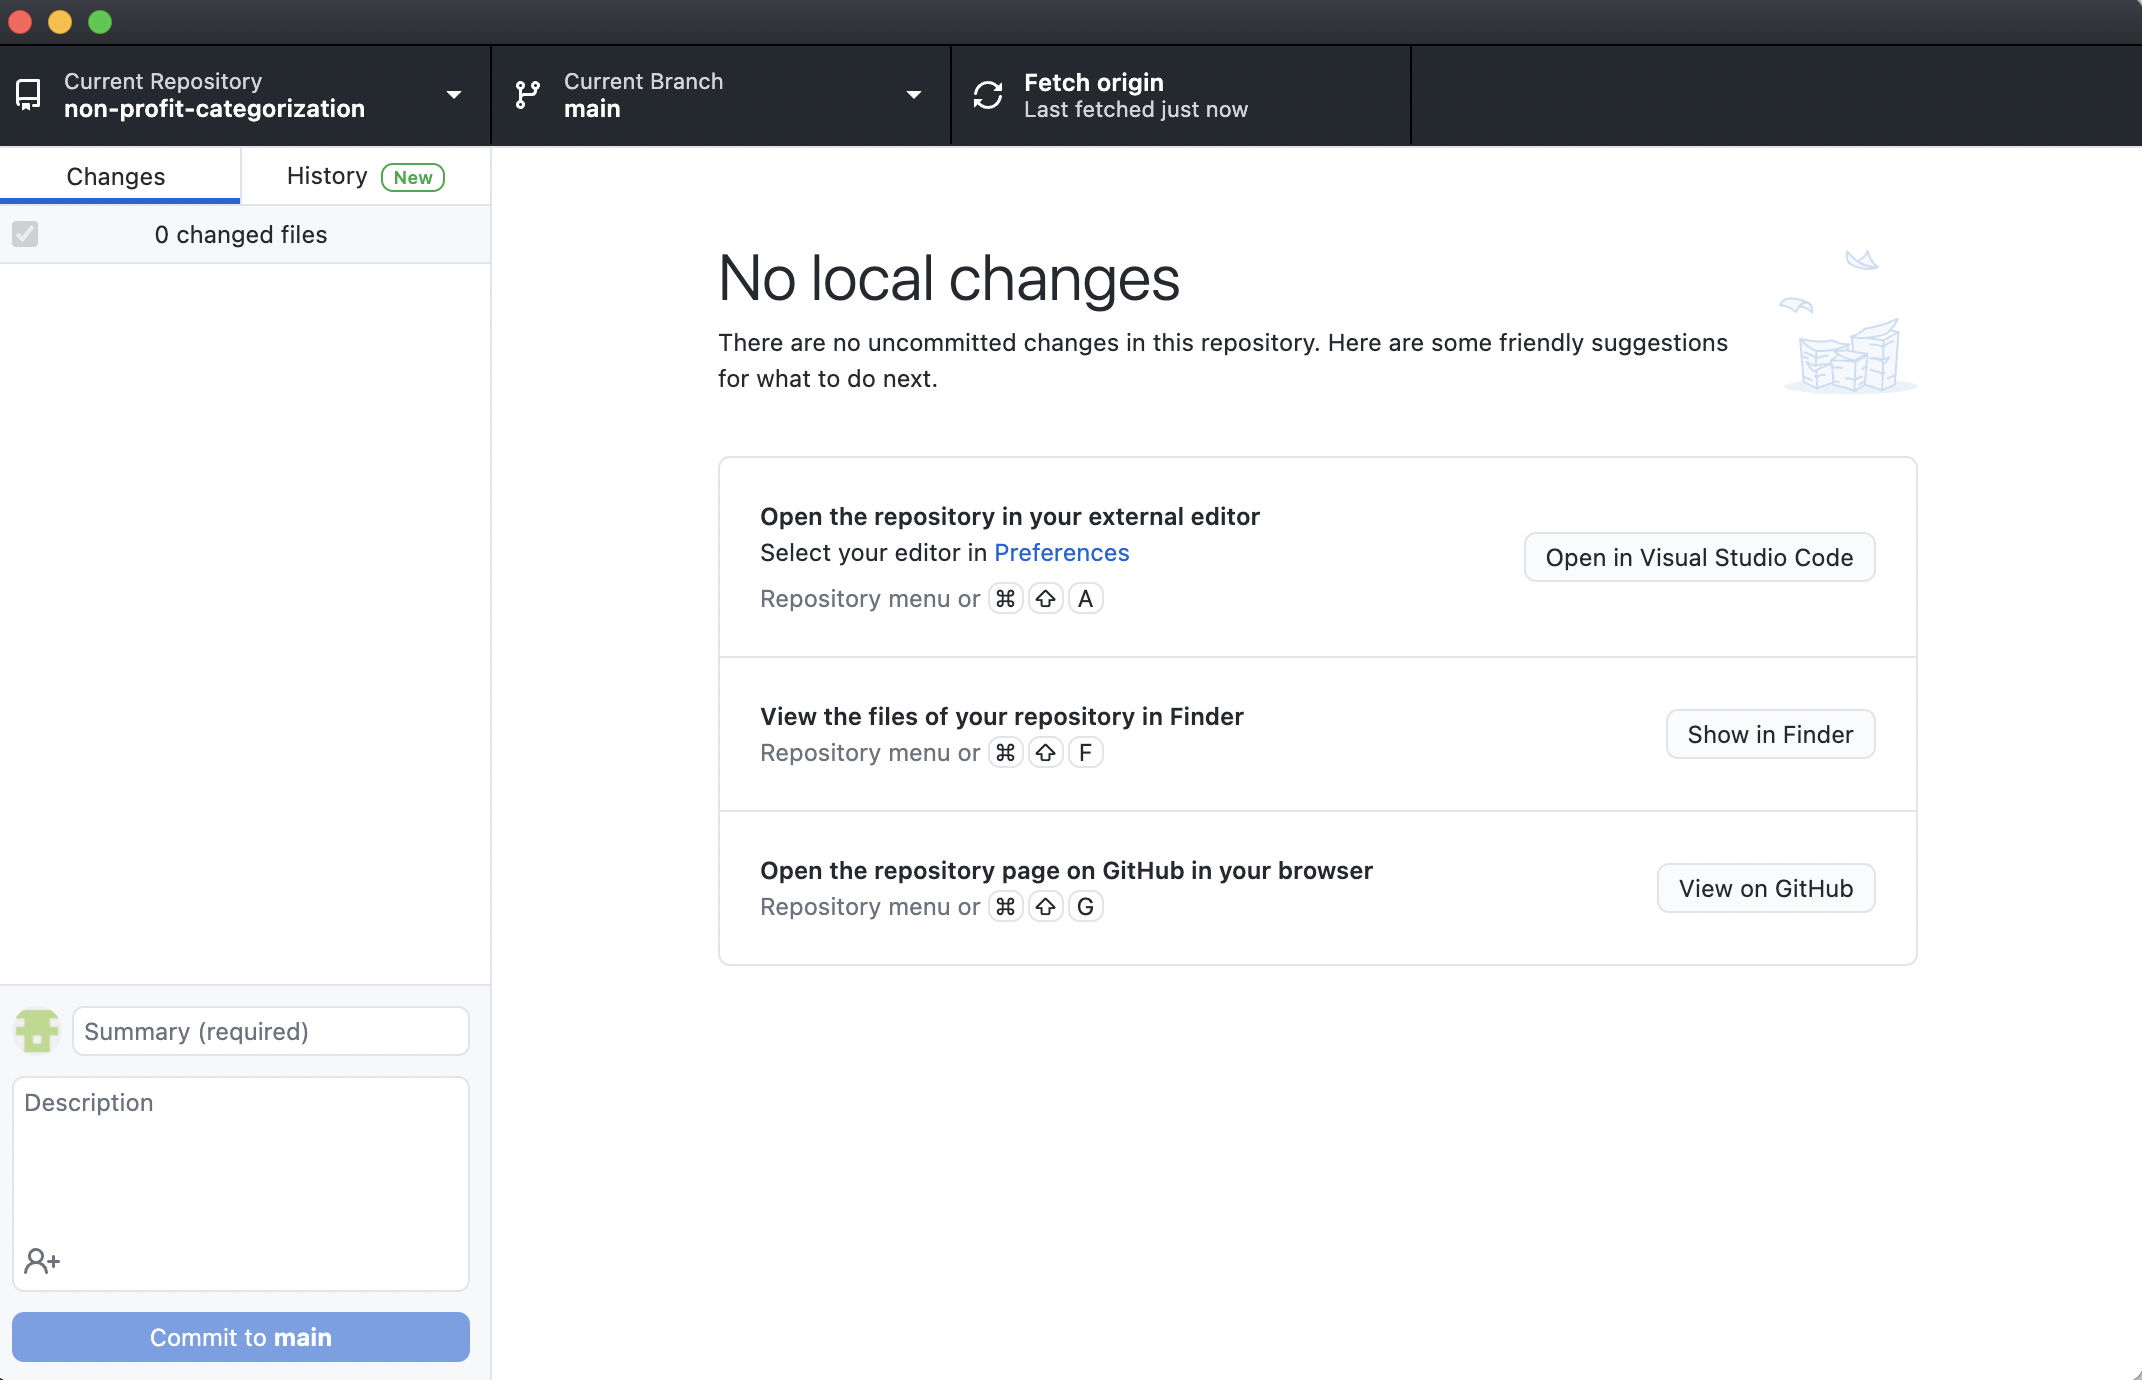 Current Repository
non-profit-categorization
Current Branch
main
Fetch origin
Last fetched just now
Changes
History New
0 changed files
No local changes
There are no uncommitted changes in this repository. Here are some friendly suggestions
for what to do next.
Open the repository in your external editor
Select your editor in Preferences
Repository menu or ⌘ ⇧ A
Open in Visual Studio Code
View the files of your repository in Finder
Repository menu or ⌘ ⇧ F
Show in Finder
Open the repository page on GitHub in your browser
Repository menu or ⌘ ⇧ G
View on GitHub
Summary (required)
Description
Commit to main